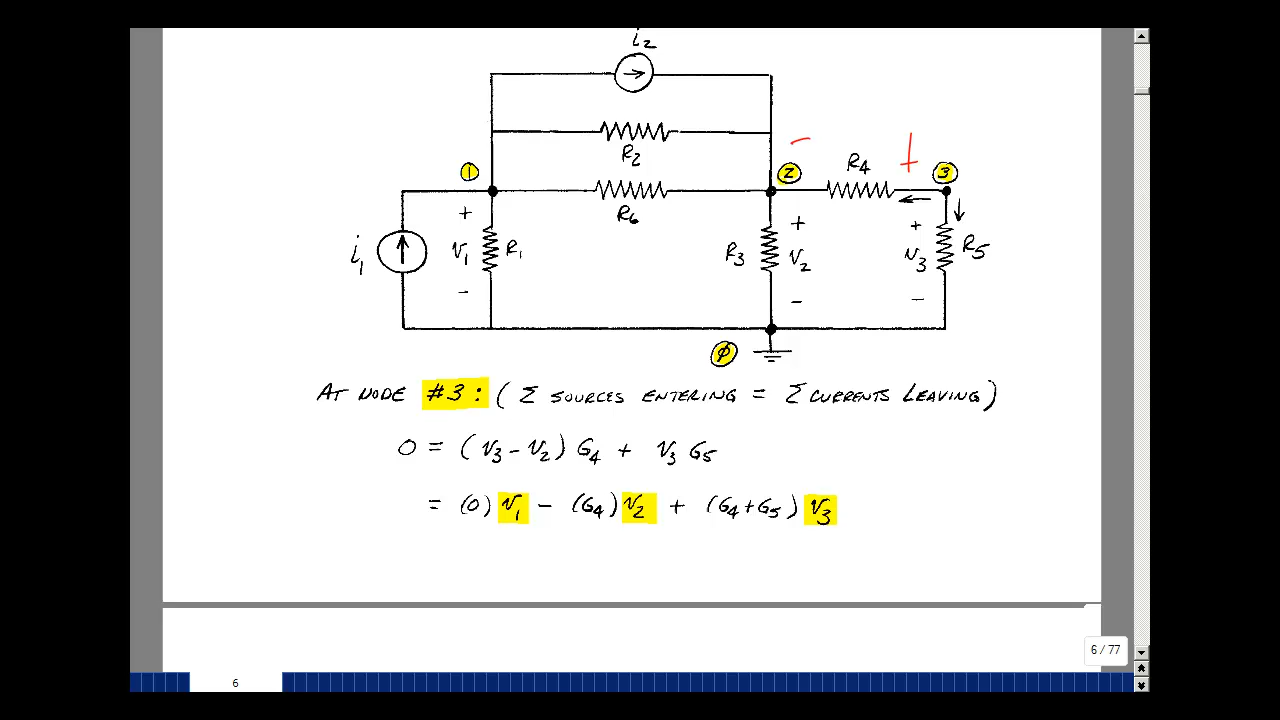 i2
R2
1 2 R4 3
R6
i1 + v1 - R1 R3 + v2 - + v3 - R5
φ
AT NODE #3: ( Σ SOURCES ENTERING = Σ CURRENTS LEAVING )
0 = ( v3 - v2 ) G4 + v3 G5
= (0) v1 - (G4) v2 + (G4+G5) v3
6 / 77
6